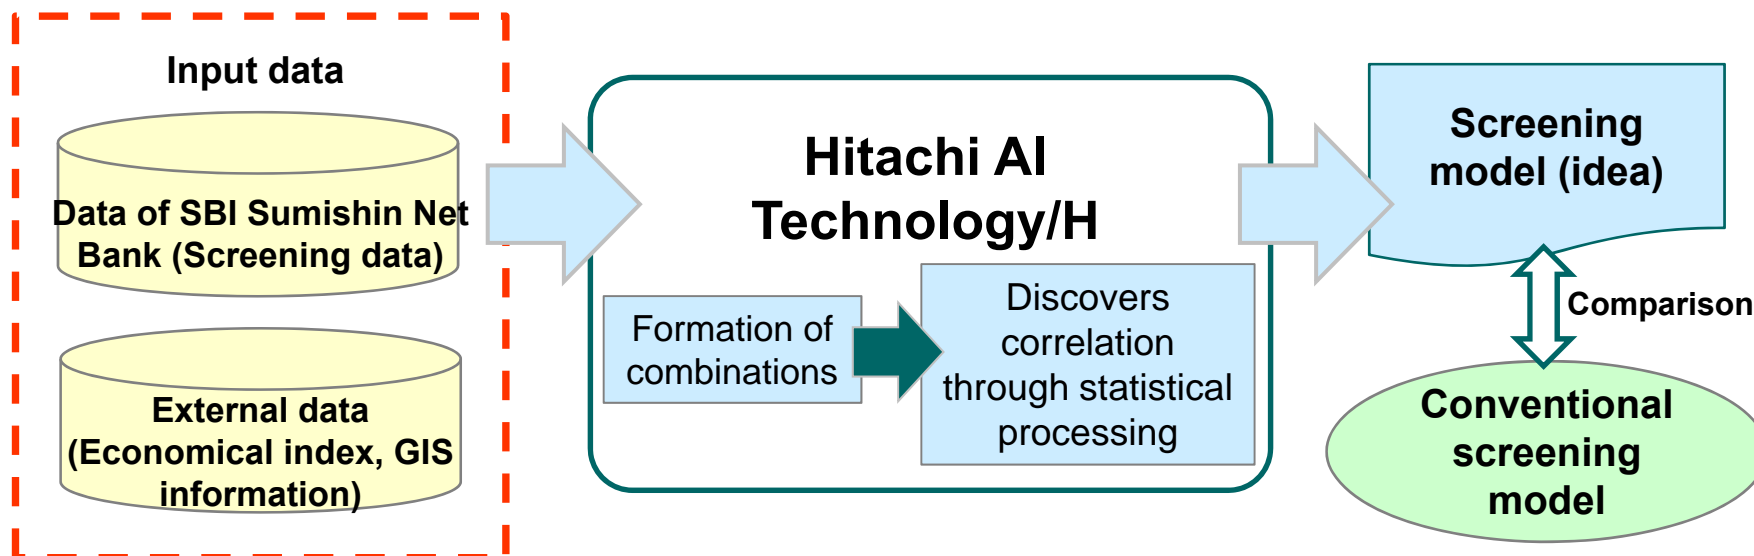 Input data
Data of SBI Sumishin Net
Bank (Screening data)
External data
(Economical index, GIS
information)
Hitachi AI
Technology/H
Formation of
combinations
Discovers
correlation
through statistical
processing
Screening
model (idea)
Comparison
Conventional
screening
model